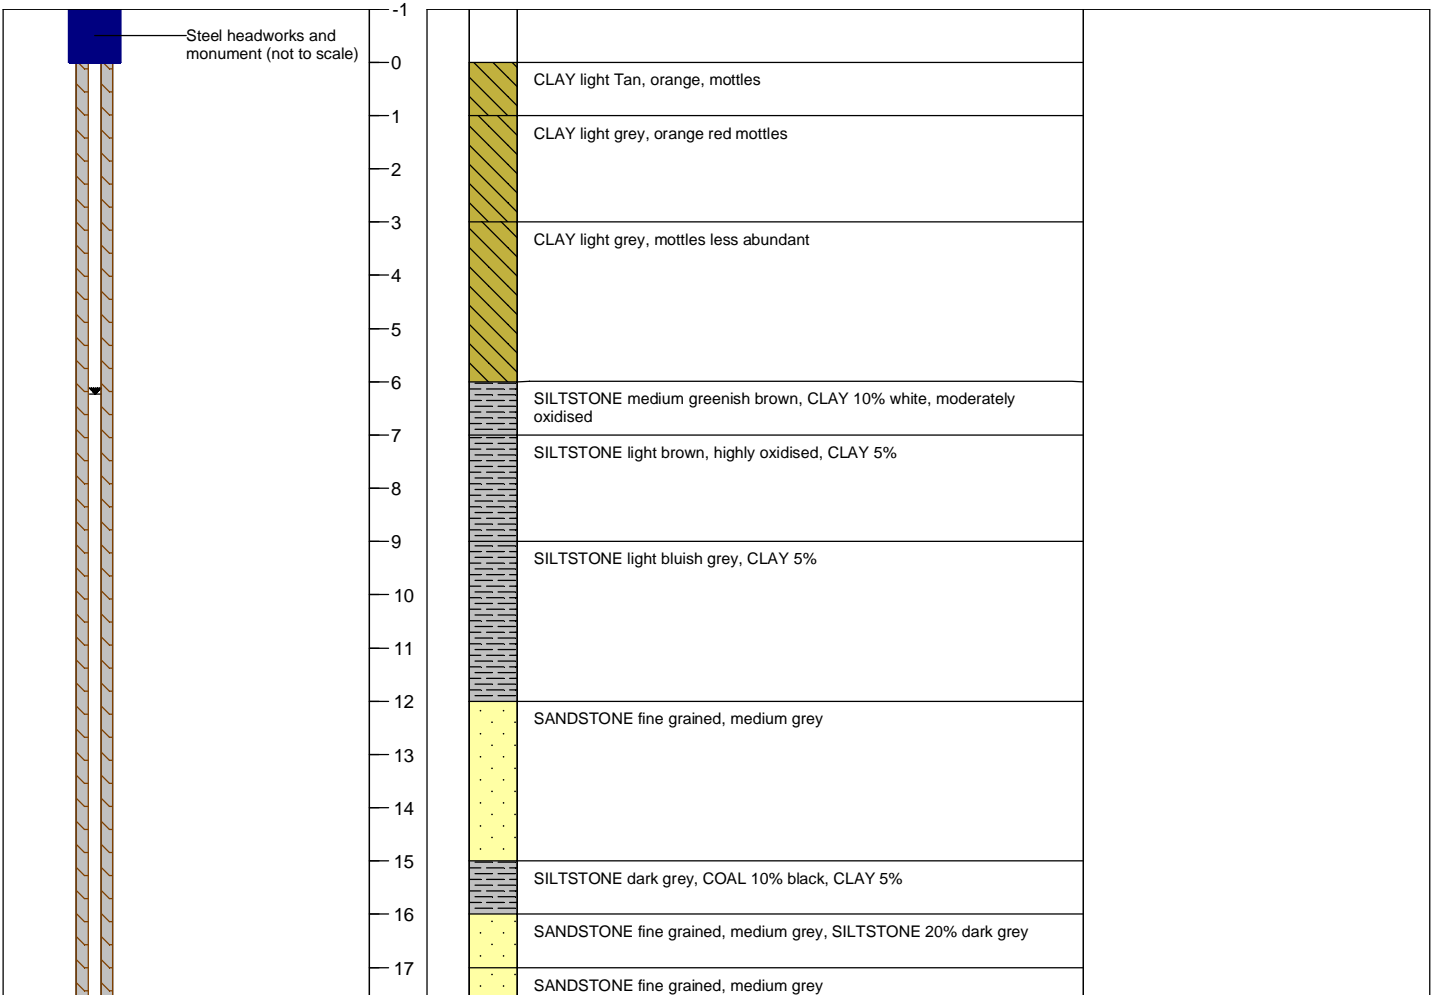 Steel headworks and
monument (not to scale)
-1
0
1
2
3
4
5
6
7
8
9
10
11
12
13
14
15
16
17
CLAY light Tan, orange, mottles
CLAY light grey, orange red mottles
CLAY light grey, mottles less abundant
SILTSTONE medium greenish brown, CLAY 10% white, moderately
oxidised
SILTSTONE light brown, highly oxidised, CLAY 5%
SILTSTONE light bluish grey, CLAY 5%
SANDSTONE fine grained, medium grey
SILTSTONE dark grey, COAL 10% black, CLAY 5%
SANDSTONE fine grained, medium grey, SILTSTONE 20% dark grey
SANDSTONE fine grained, medium grey